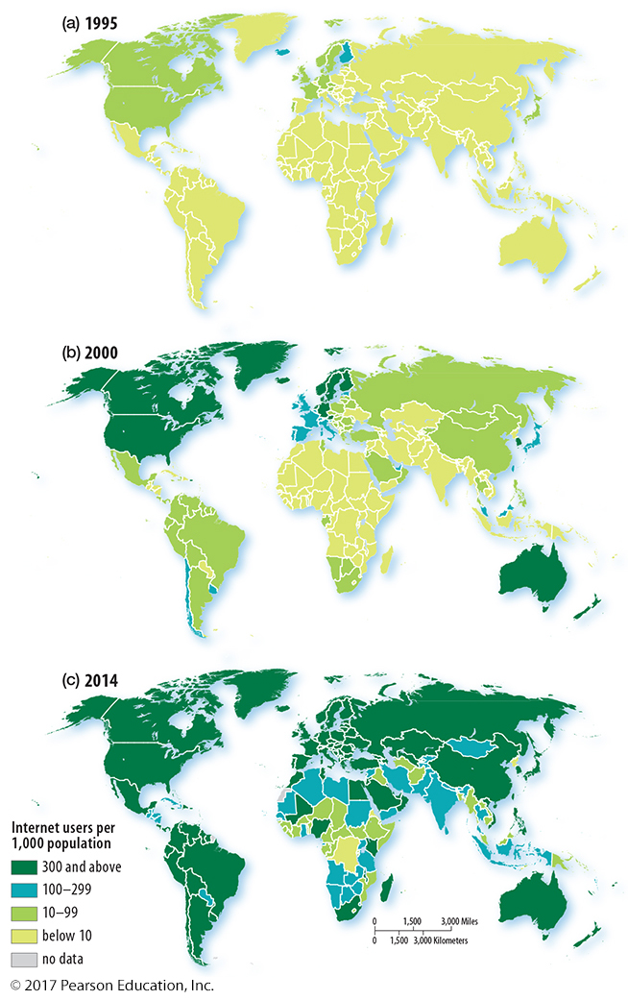 (a) 1995
(b) 2000
(c) 2014
Internet users per
1,000 population
300 and above
100–299
10–99
below 10
no data
0 1,500 3,000 Miles
0 1,500 3,000 Kilometers
© 2017 Pearson Education, Inc.